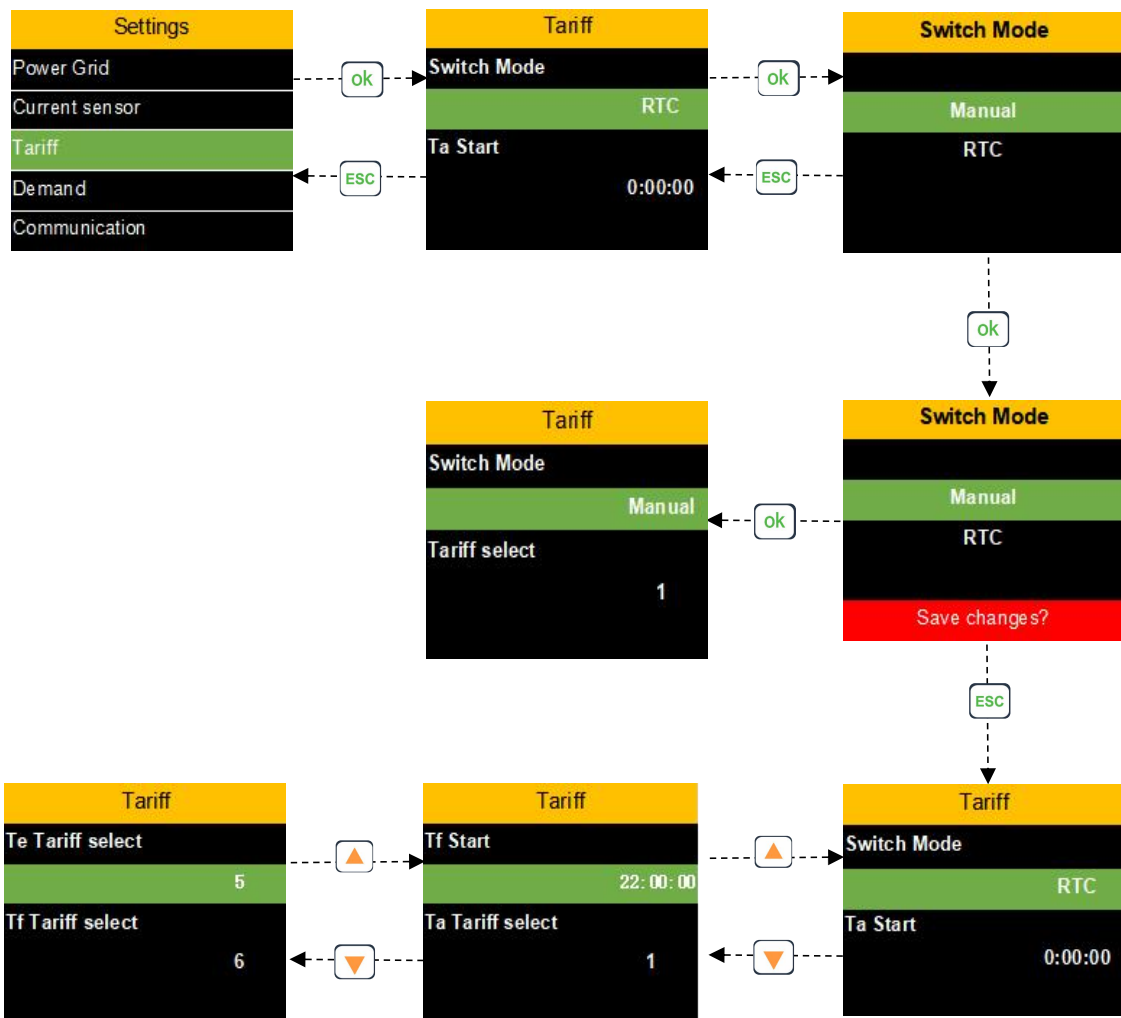 Settings
Power Grid
Current sensor
Tariff
Demand
Communication
ok
ESC
Tariff
Switch Mode
RTC
Ta Start
0:00:00
ok
ESC
Switch Mode
Manual
RTC
ok
Tariff
Switch Mode
Manual
Tariff select
1
ok
Switch Mode
Manual
RTC
Save changes?
ESC
Tariff
Te Tariff select
5
Tf Tariff select
6
Tariff
Tf Start
22:00:00
Ta Tariff select
1
Tariff
Switch Mode
RTC
Ta Start
0:00:00